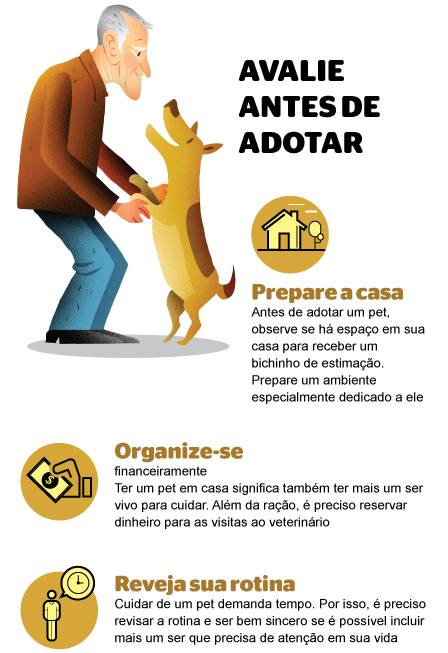 AVALIE
ANTES DE
ADOTAR
Prepare a casa
Antes de adotar um pet,
observe se há espaço em sua
casa para receber um
bichinho de estimação.
Prepare um ambiente
especialmente dedicado a ele
Organize-se
financeiramente
Ter um pet em casa significa também ter mais um ser
vivo para cuidar. Além da ração, é preciso reservar
dinheiro para as visitas ao veterinário
$
Reveja sua rotina
Cuidar de um pet demanda tempo. Por isso, é preciso
revisar a rotina e ser bem sincero se é possível incluir
mais um ser que precisa de atenção em sua vida